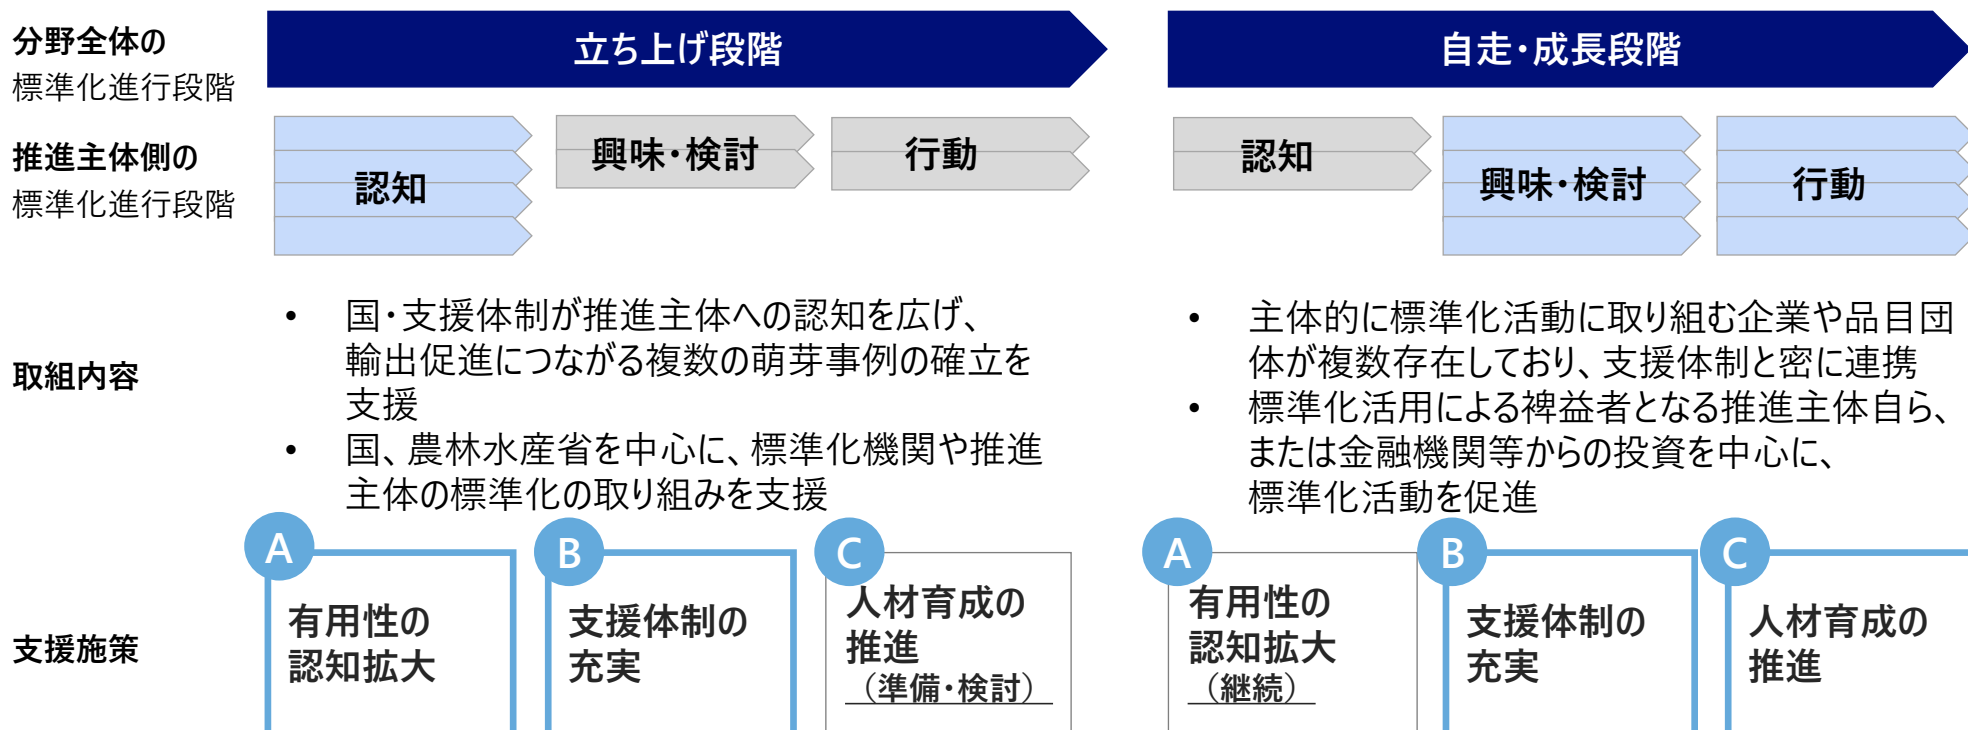 分野全体の
標準化進行段階
立ち上げ段階
自走・成長段階
推進主体側の
標準化進行段階
認知
興味・検討
行動
認知
興味・検討
行動
取組内容
• 国・支援体制が推進主体への認知を広げ、
輸出促進につながる複数の萌芽事例の確立を
支援
• 国、農林水産省を中心に、標準化機関や推進
主体の標準化の取り組みを支援
• 主体的に標準化活動に取り組む企業や品目団
体が複数存在しており、支援体制と密に連携
• 標準化活用による裨益者となる推進主体自ら、
または金融機関等からの投資を中心に、
標準化活動を促進
支援施策
A
有用性の
認知拡大
B
支援体制の
充実
C
人材育成の
推進
（準備・検討）
A
有用性の
認知拡大
（継続）
B
支援体制の
充実
C
人材育成の
推進